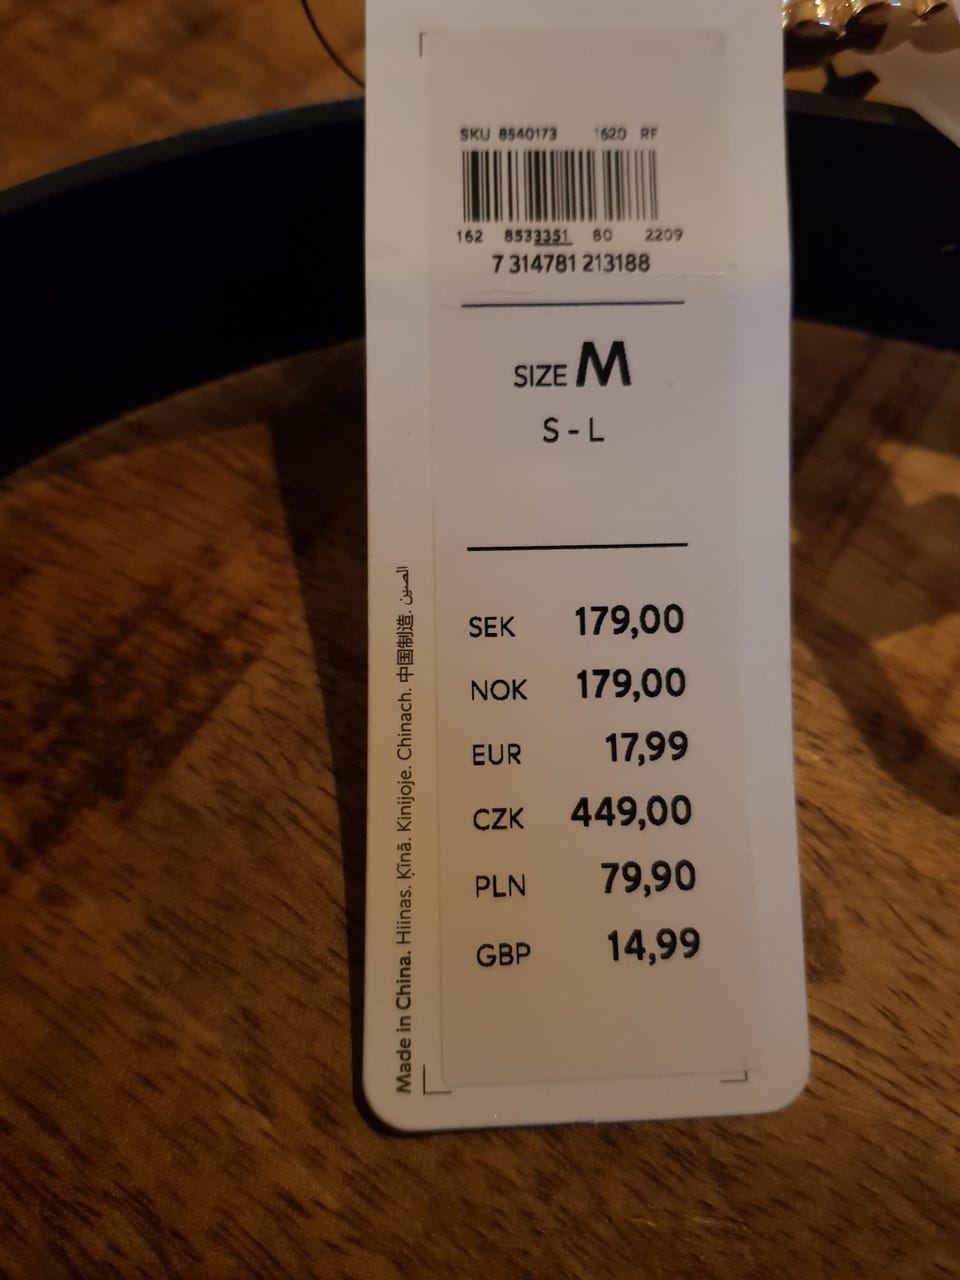 SKU 8540173 1620 RF
162 8533351 80 2209
7 314781 213188
SIZE M
S - L
SEK 179,00
NOK 179,00
EUR 17,99
CZK 449,00
PLN 79,90
GBP 14,99
Made in China. Hiinas. Ķīnā. Kinijoje. Chinach. 中国制造. الصين